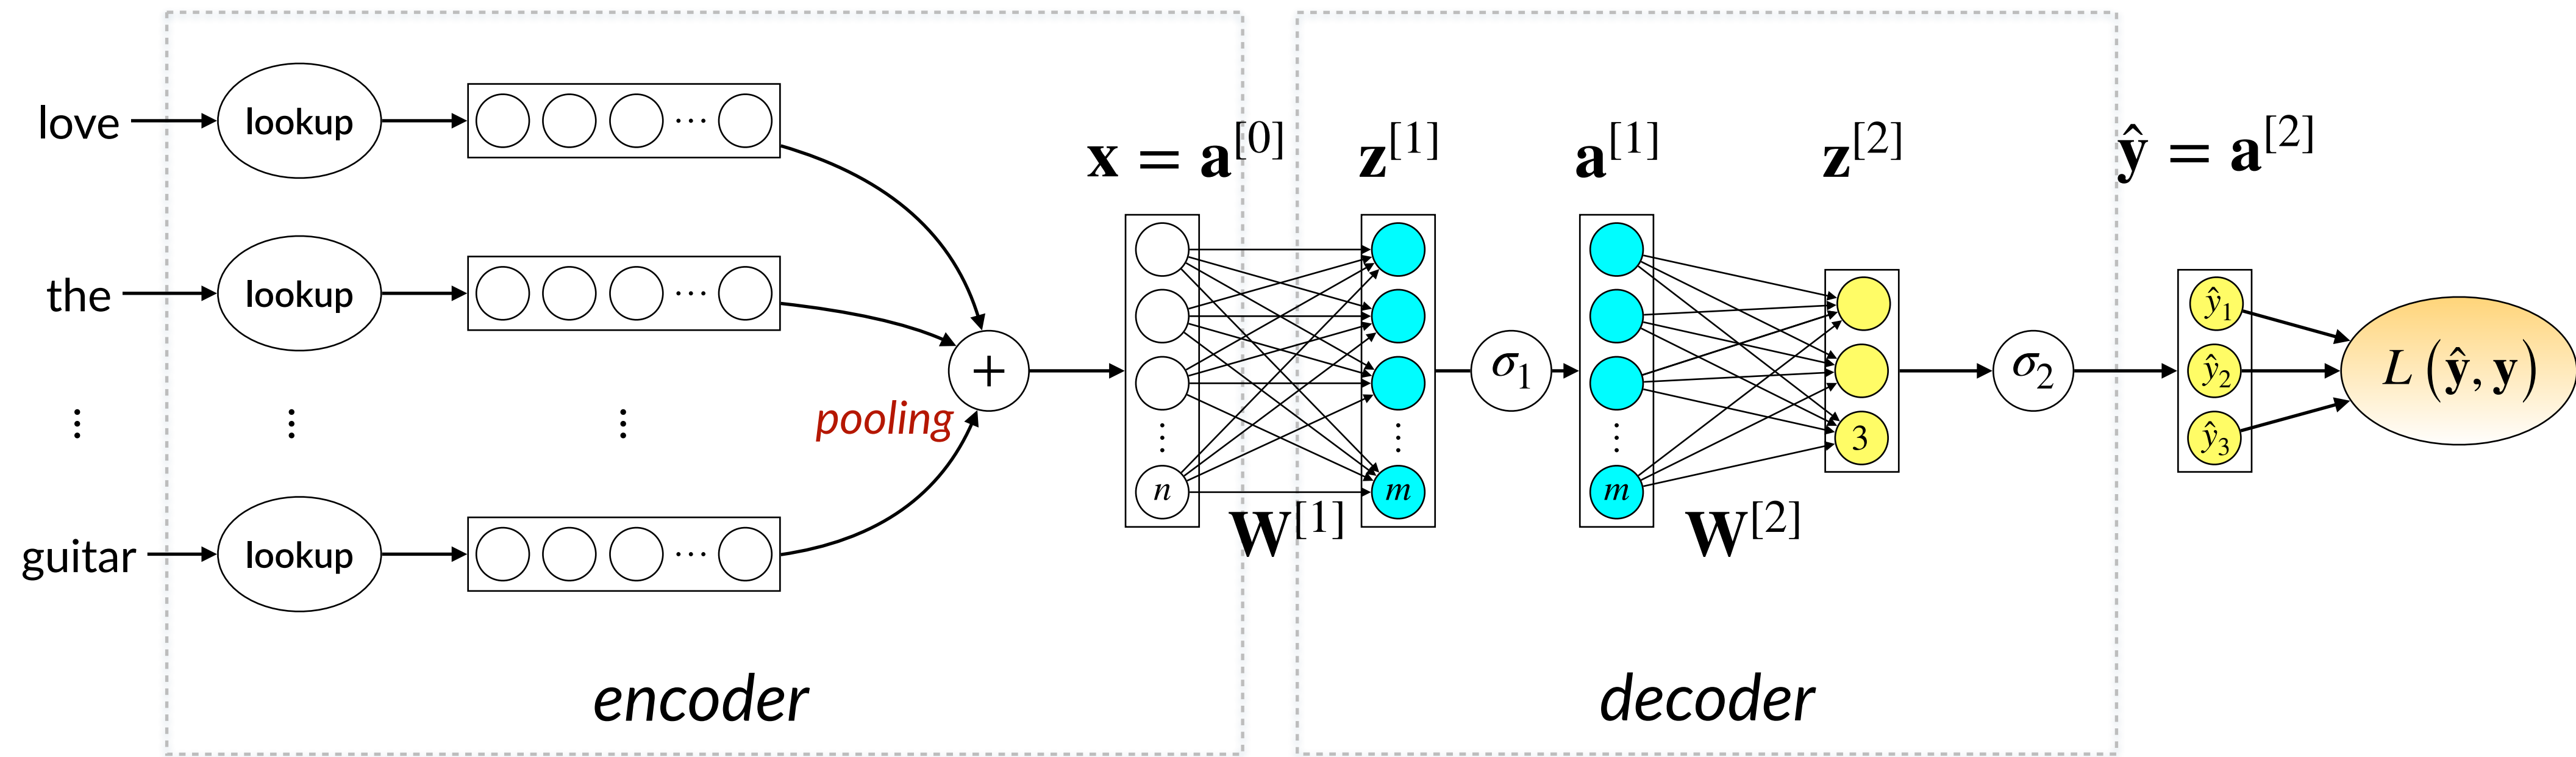 x = a^[0]
z^[1]
a^[1]
z^[2]
ŷ = a^[2]
love
lookup
...
the
lookup
...
+
pooling
σ₁
σ₂
3
ŷ₁
ŷ₂
ŷ₃
L (ŷ, y)
⋮
⋮
⋮
⋮
⋮
⋮
n
m
m
W^[1]
W^[2]
guitar
lookup
...
encoder
decoder